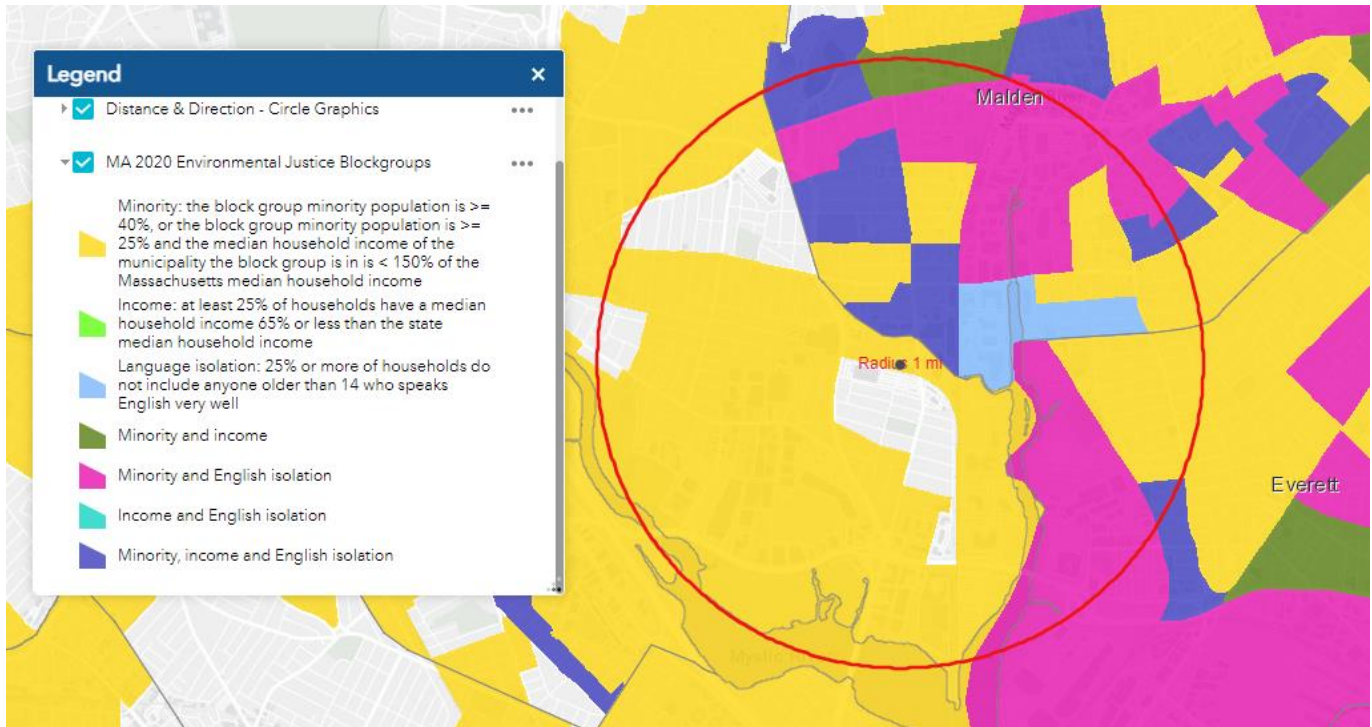 Legend
Distance & Direction - Circle Graphics
MA 2020 Environmental Justice Blockgroups
Minority: the block group minority population is >=
40%, or the block group minority population is >=
25% and the median household income of the
municipality the block group is in is < 150% of the
Massachusetts median household income
Income: at least 25% of households have a median
household income 65% or less than the state
median household income
Language isolation: 25% or more of households do
not include anyone older than 14 who speaks
English very well
Minority and income
Minority and English isolation
Income and English isolation
Minority, income and English isolation
Malden
Radius 1 mi
Everett
Mystic